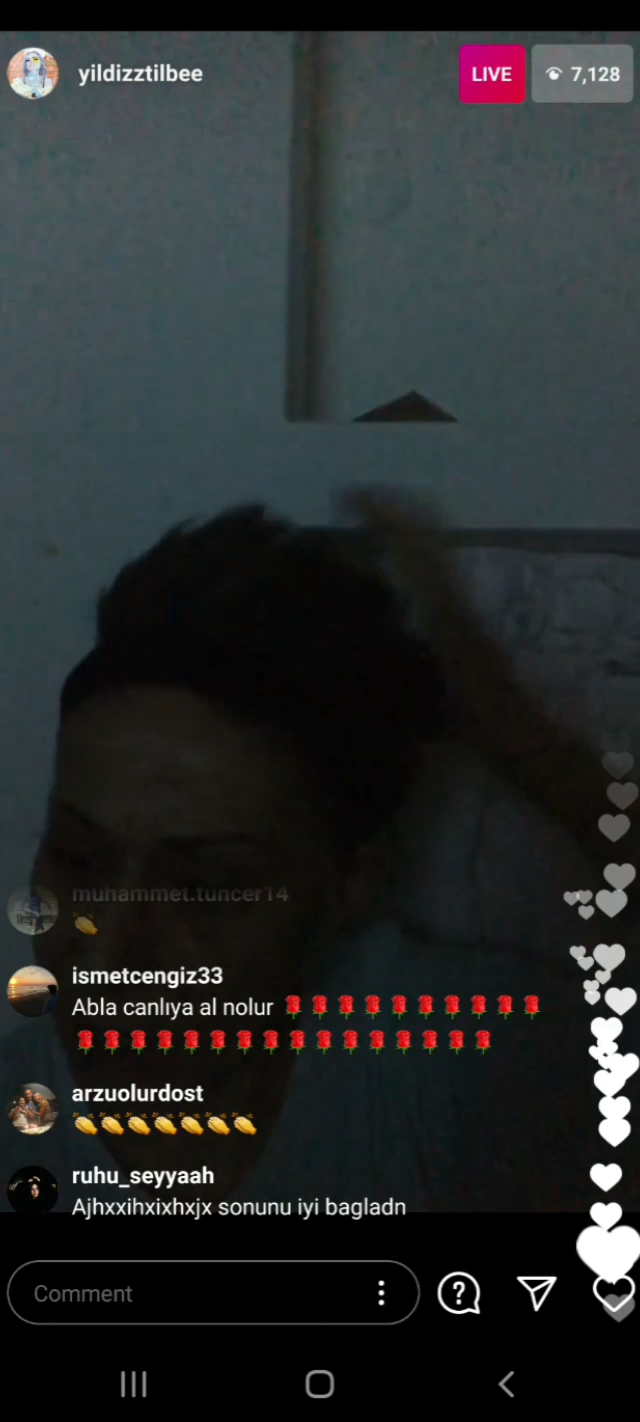 yildizztilbee
LIVE
7,128
muhammet.tuncer14
ismetcengiz33
Abla canlıya al nolur 🌹🌹🌹🌹🌹🌹🌹🌹🌹🌹
🌹🌹🌹🌹🌹🌹🌹🌹🌹🌹🌹🌹🌹🌹🌹🌹
arzuolurdost
👏👏👏👏👏👏👏
ruhu_seyyaah
Ajhxxihxixhxjx sonunu iyi bagladn
Comment